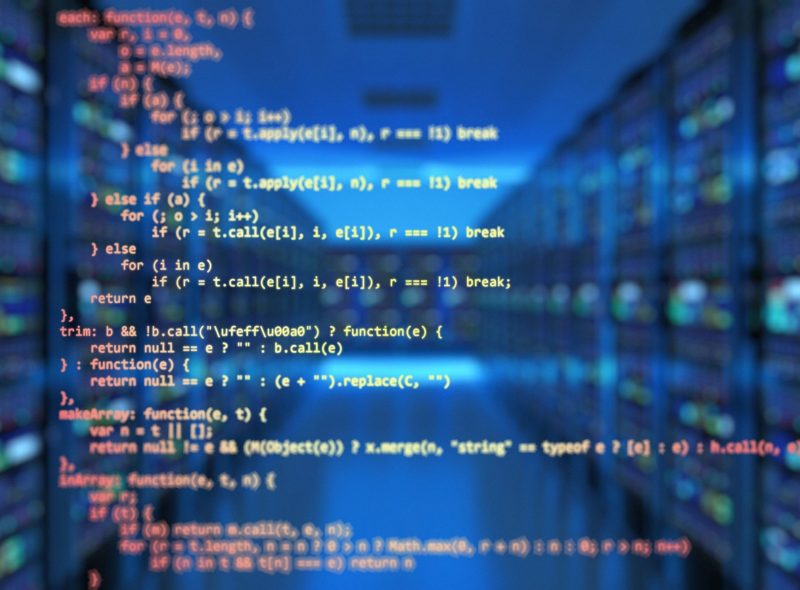 each: function(e, t, n) {
var r, i = 0,
o = e.length,
a = M(e);
if (n) {
if (a) {
for (; o > i; i++)
if (r = t.apply(e[i], n), r === !1) break
} else
for (i in e)
if (r = t.apply(e[i], n), r === !1) break
} else if (a) {
for (; o > i; i++)
if (r = t.call(e[i], i, e[i]), r === !1) break
} else
for (i in e)
if (r = t.call(e[i], i, e[i]), r === !1) break;
return e
},
trim: b && !b.call("\ufeff\u00a0") ? function(e) {
return null == e ? "" : b.call(e)
} : function(e) {
return null == e ? "" : (e + "").replace(C, "")
},
makeArray: function(e, t) {
var n = t || [];
return null != e && (M(Object(e)) ? x.merge(n, "string" == typeof e ? [e] : e) : h.call(n, e)
},
inArray: function(e, t, n) {
var r;
if (t) {
if (m) return m.call(t, e, n);
for (r = t.length, n = n ? 0 > n ? Math.max(0, r + n) : n : 0; r > n; n++)
if (n in t && t[n] === e) return n
}